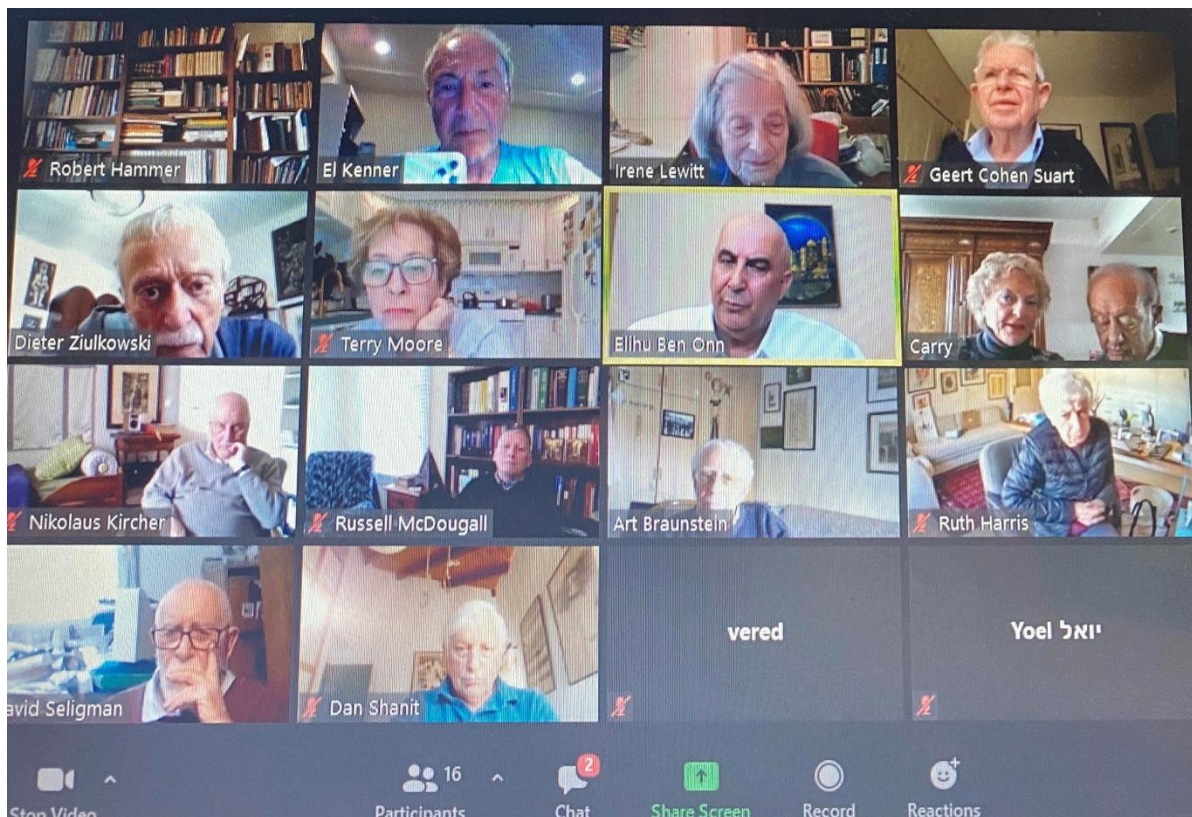 Robert Hammer
El Kenner
Irene Lewitt
Geert Cohen Suart
Dieter Ziulkowski
Terry Moore
Elihu Ben Onn
Carry
Nikolaus Kircher
Russell McDougall
Art Braunstein
Ruth Harris
avid Seligman
Dan Shanit
vered
Yoel יואל
16
2
Stop Video
Participants
Chat
Share Screen
Record
Reactions